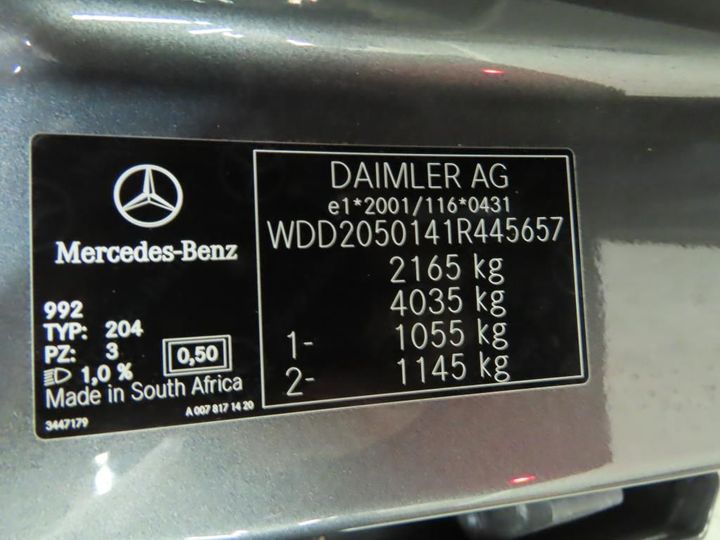 Mercedes-Benz
992
TYP: 204
PZ: 3
0,50
1,0 %
Made in South Africa
A 007 817 14 20
3447179
DAIMLER AG
e1*2001/116*0431
WDD2050141R445657
2165 kg
4035 kg
1- 1055 kg
2- 1145 kg